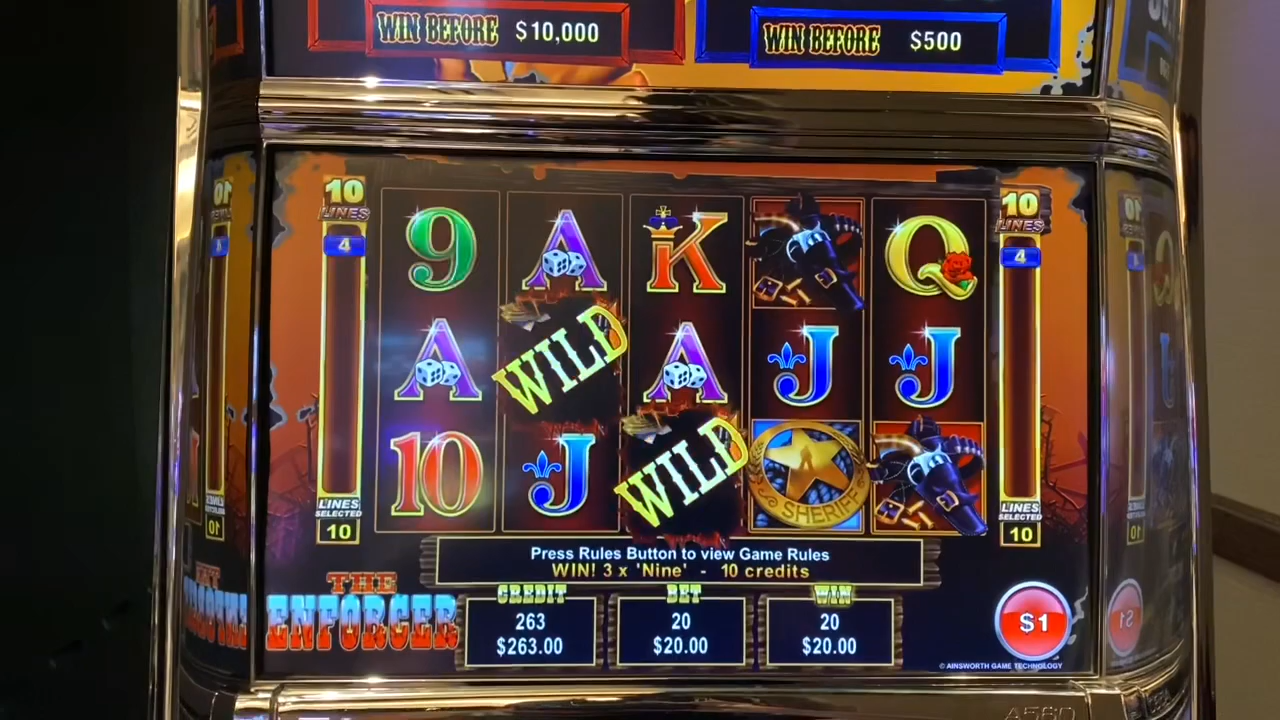 WIN BEFORE $10,000
WIN BEFORE $500
10 LINES
4
9 A K Q
10 LINES
4
A WILD A J J
10 J WILD SHERIFF
LINES SELECTED
10
LINES SELECTED
10
Press Rules Button to view Game Rules
WIN! 3 x 'Nine' - 10 credits
THE ENFORCER
CREDIT
263
$263.00
BET
20
$20.00
WIN
20
$20.00
$1
© AINSWORTH GAME TECHNOLOGY
A560